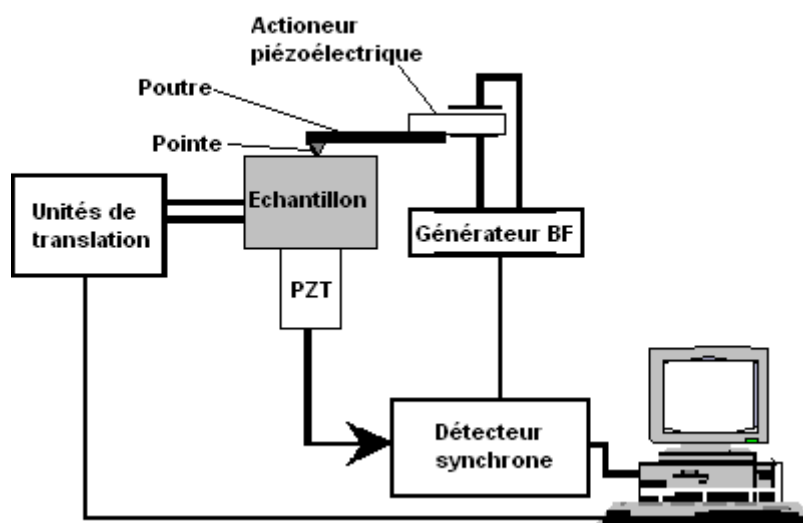 Actioneur
piézoélectrique
Poutre
Pointe
Echantillon
Unités de
translation
Générateur BF
PZT
Détecteur
synchrone